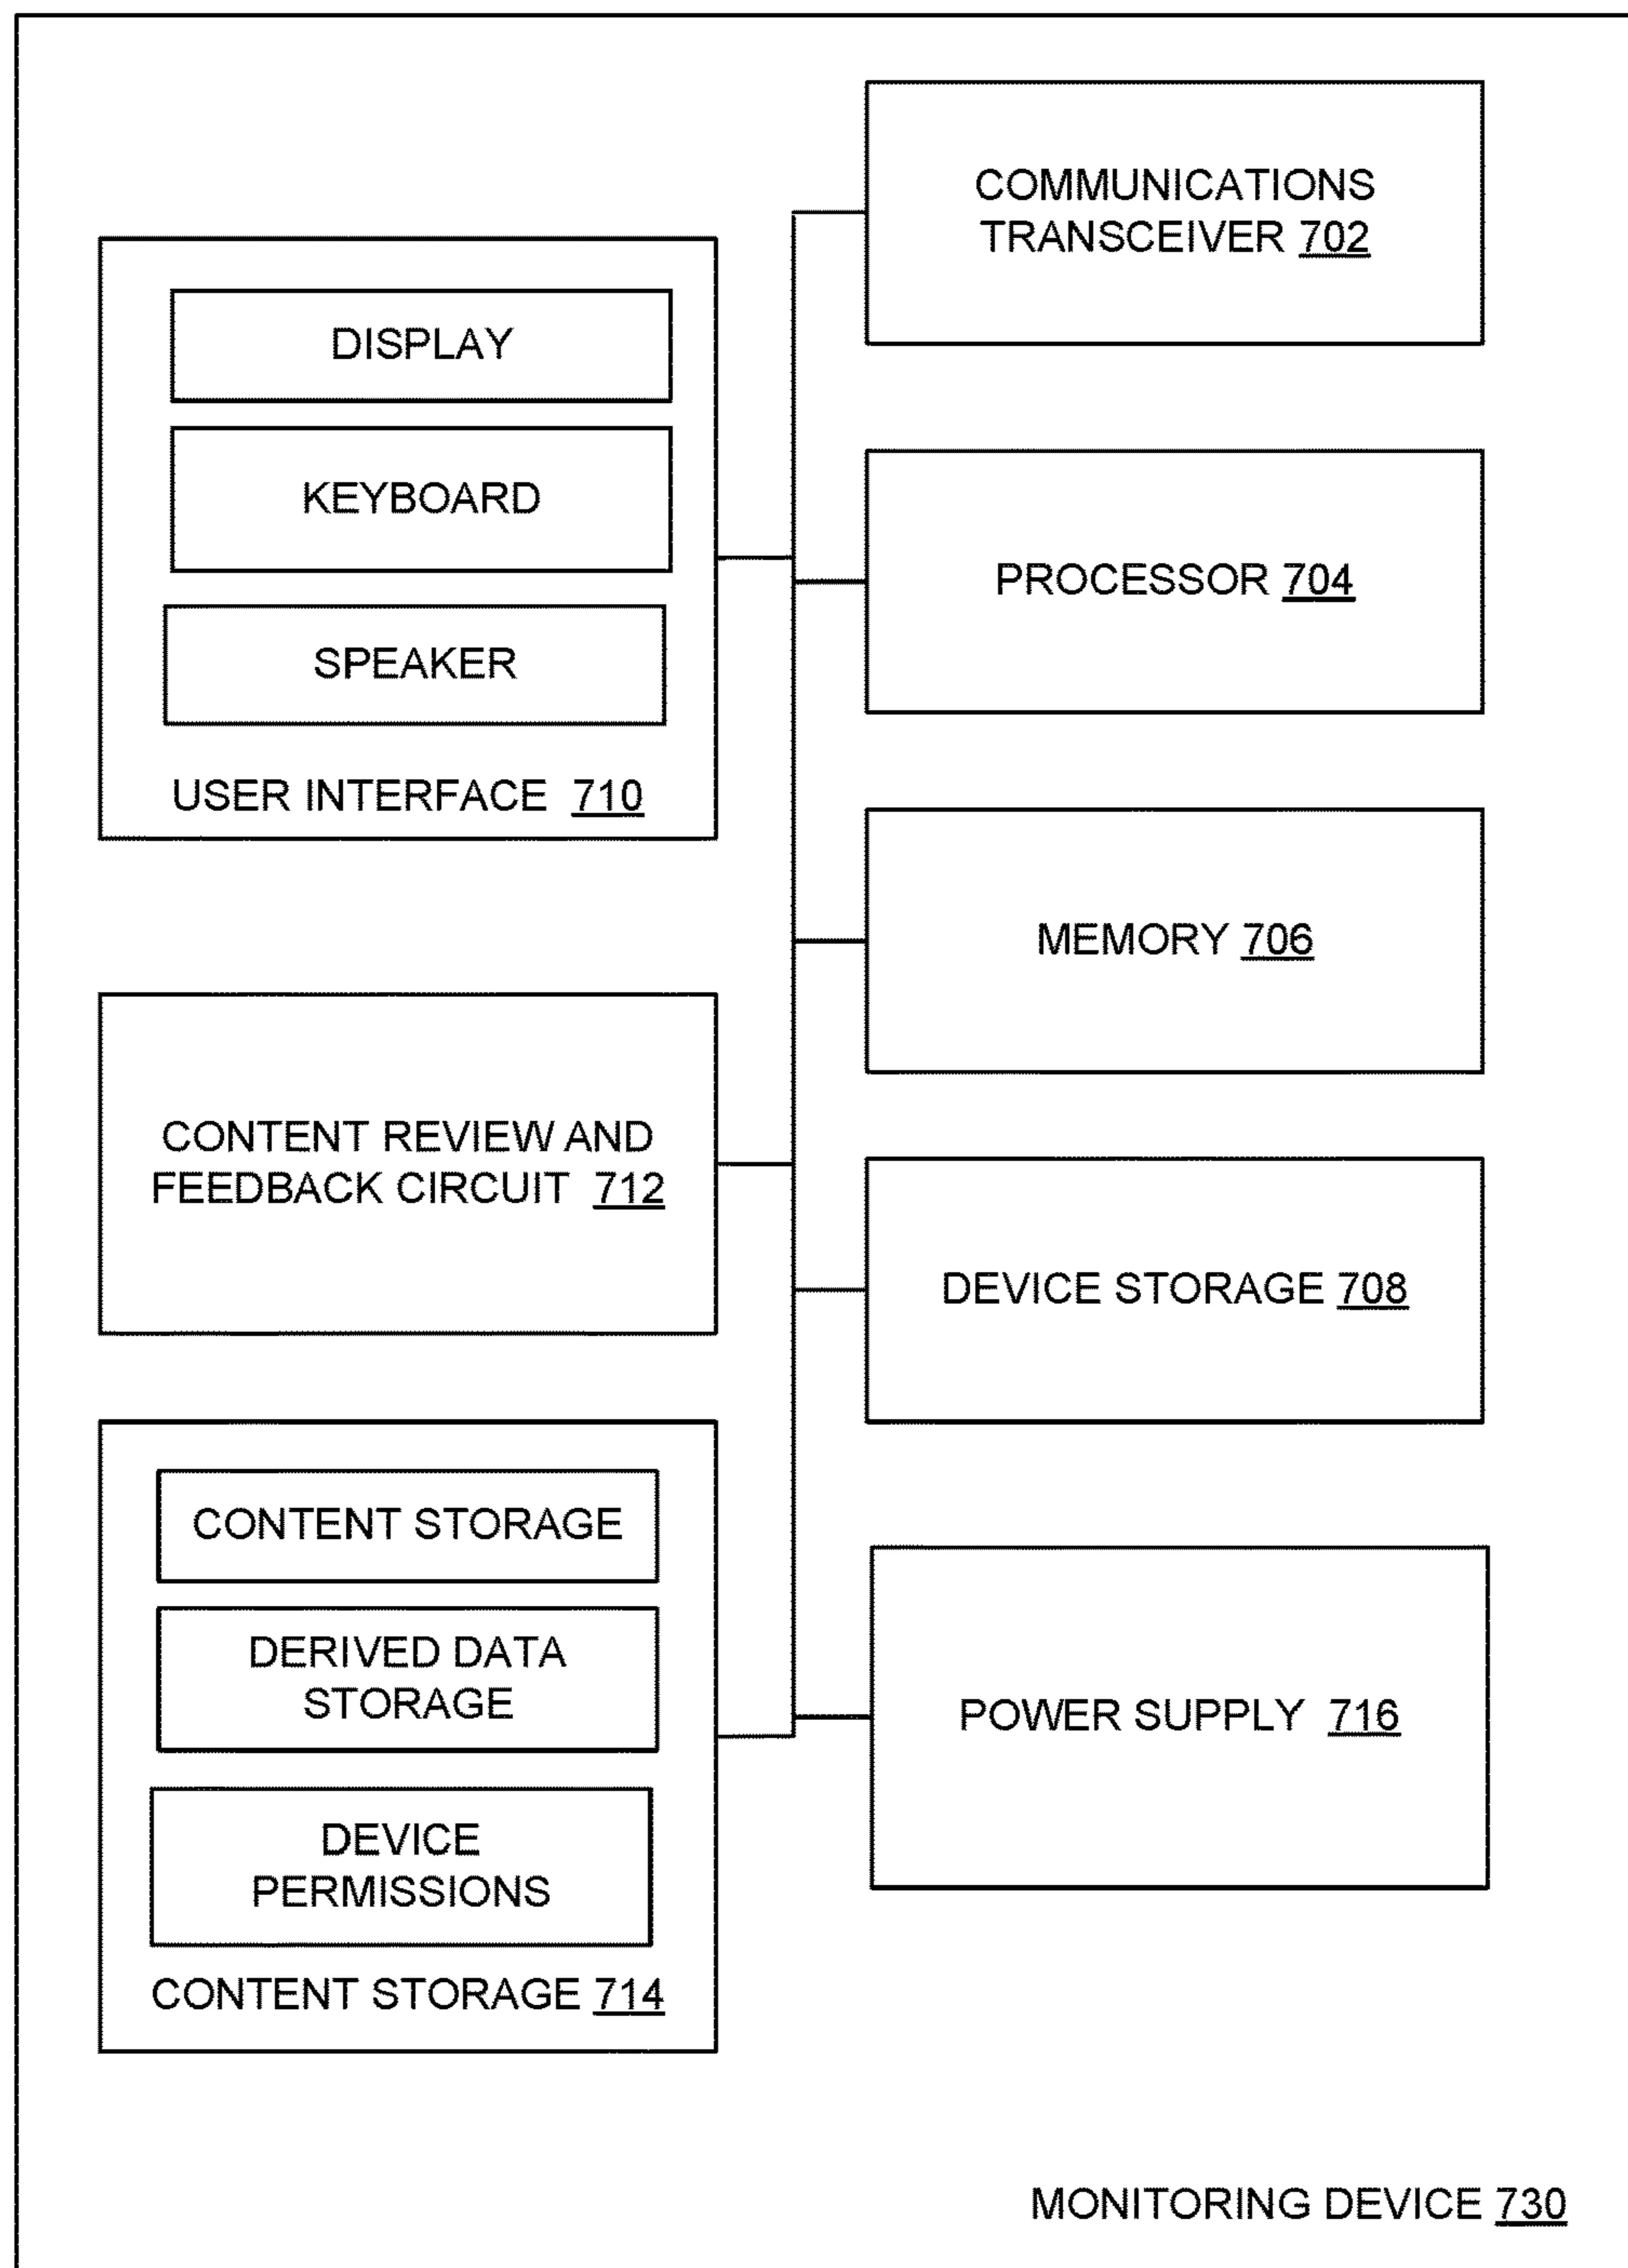 COMMUNICATIONS
TRANSCEIVER 702
DISPLAY
KEYBOARD
SPEAKER
USER INTERFACE 710
PROCESSOR 704
MEMORY 706
CONTENT REVIEW AND
FEEDBACK CIRCUIT 712
DEVICE STORAGE 708
CONTENT STORAGE
DERIVED DATA
STORAGE
DEVICE
PERMISSIONS
CONTENT STORAGE 714
POWER SUPPLY 716
MONITORING DEVICE 730